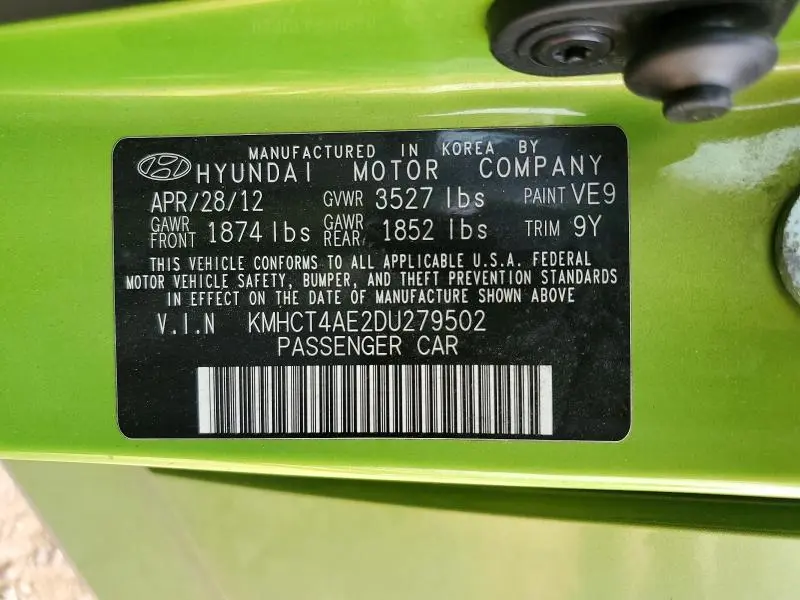 MANUFACTURED IN KOREA BY
HYUNDAI MOTOR COMPANY
APR/28/12 GVWR 3527 lbs PAINT VE9
GAWR FRONT 1874 lbs GAWR REAR 1852 lbs TRIM 9Y
THIS VEHICLE CONFORMS TO ALL APPLICABLE U.S.A. FEDERAL
MOTOR VEHICLE SAFETY, BUMPER, AND THEFT PREVENTION STANDARDS
IN EFFECT ON THE DATE OF MANUFACTURE SHOWN ABOVE
V.I.N KMHCT4AE2DU279502
PASSENGER CAR